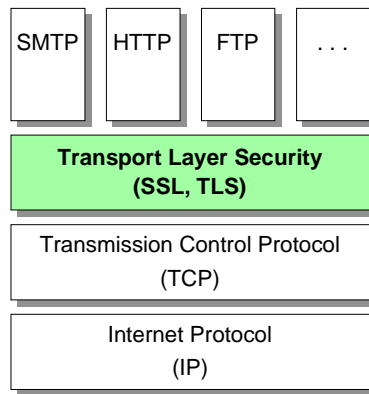 SMTP HTTP FTP . . .
Transport Layer Security
(SSL, TLS)
Transmission Control Protocol
(TCP)
Internet Protocol
(IP)